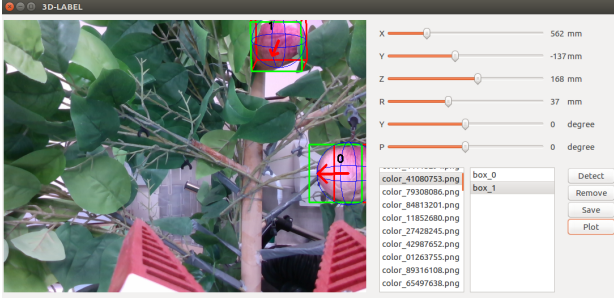 3D-LABEL
1
0
X 562 mm
Y -137 mm
Z 168 mm
R 37 mm
Y 0 degree
P 0 degree
color_41080753.png
color_79308086.png
color_84813201.png
color_11852680.png
color_27428245.png
color_42987652.png
color_01263755.png
color_89316108.png
color_65497638.png
box_0
box_1
Detect
Remove
Save
Plot